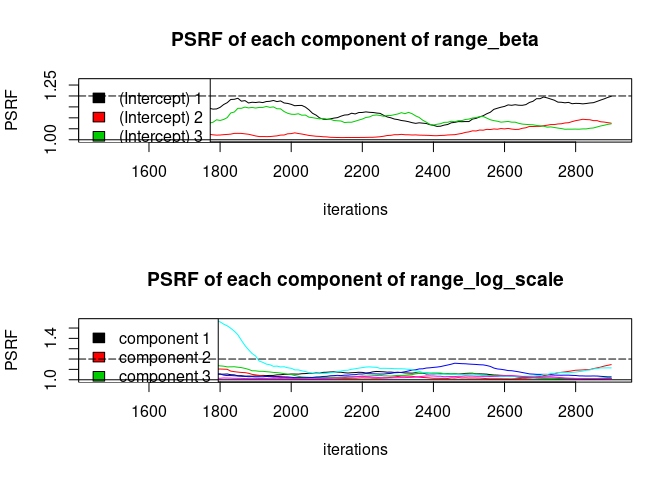 PSRF of each component of range_beta
PSRF
1.25
1.00
(Intercept) 1
(Intercept) 2
(Intercept) 3
1600 1800 2000 2200 2400 2600 2800
iterations
PSRF of each component of range_log_scale
PSRF
1.4
1.0
component 1
component 2
component 3
1600 1800 2000 2200 2400 2600 2800
iterations